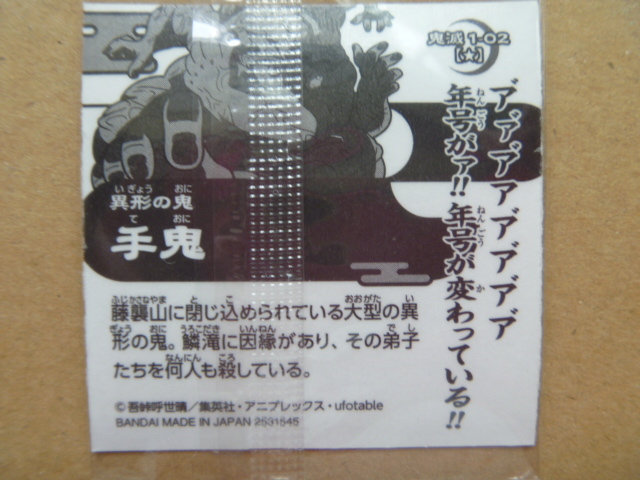 鬼滅 1-02
[★]
アァァァァァァァ
年号がァ!! 年号が変わっている!!
異形の鬼
手鬼
藤襲山に閉じ込められている大型の異
形の鬼。鱗滝に因縁があり、その弟子
たちを何人も殺している。
©吾峠呼世晴／集英社・アニプレックス・ufotable
BANDAI MADE IN JAPAN 2531545